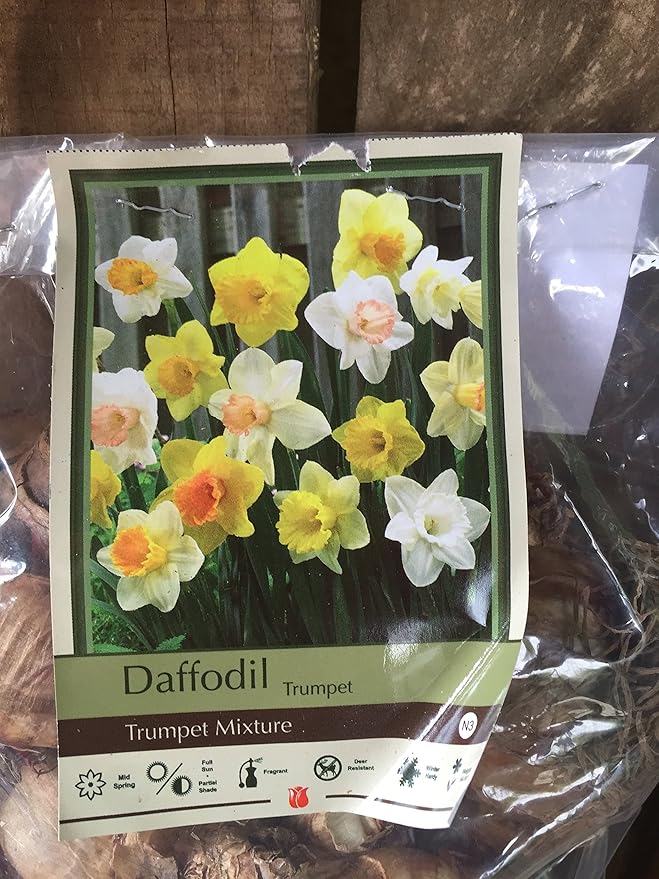 Daffodil Trumpet
Trumpet Mixture
N3
Mid
Spring
Full
Sun
-
Partial
Shade
Fragrant
Deer
Resistant
Winter
Hardy